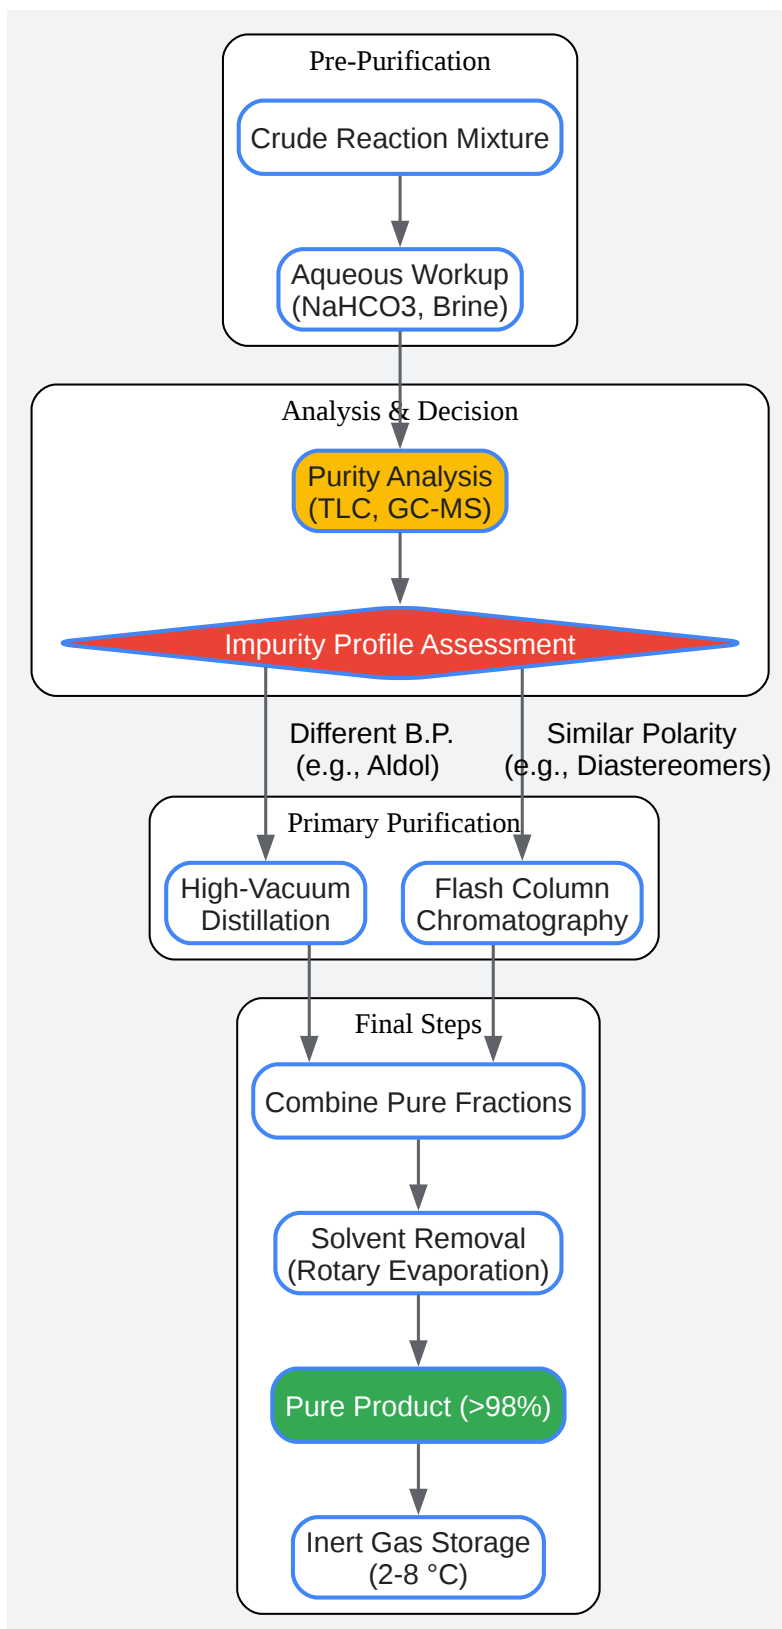 Pre-Purification
Crude Reaction Mixture
Aqueous Workup
(NaHCO3, Brine)
Analysis & Decision
Purity Analysis
(TLC, GC-MS)
Impurity Profile Assessment
Different B.P.
(e.g., Aldol)
Similar Polarity
(e.g., Diastereomers)
Primary Purification
High-Vacuum
Distillation
Flash Column
Chromatography
Final Steps
Combine Pure Fractions
Solvent Removal
(Rotary Evaporation)
Pure Product (>98%)
Inert Gas Storage
(2-8 °C)